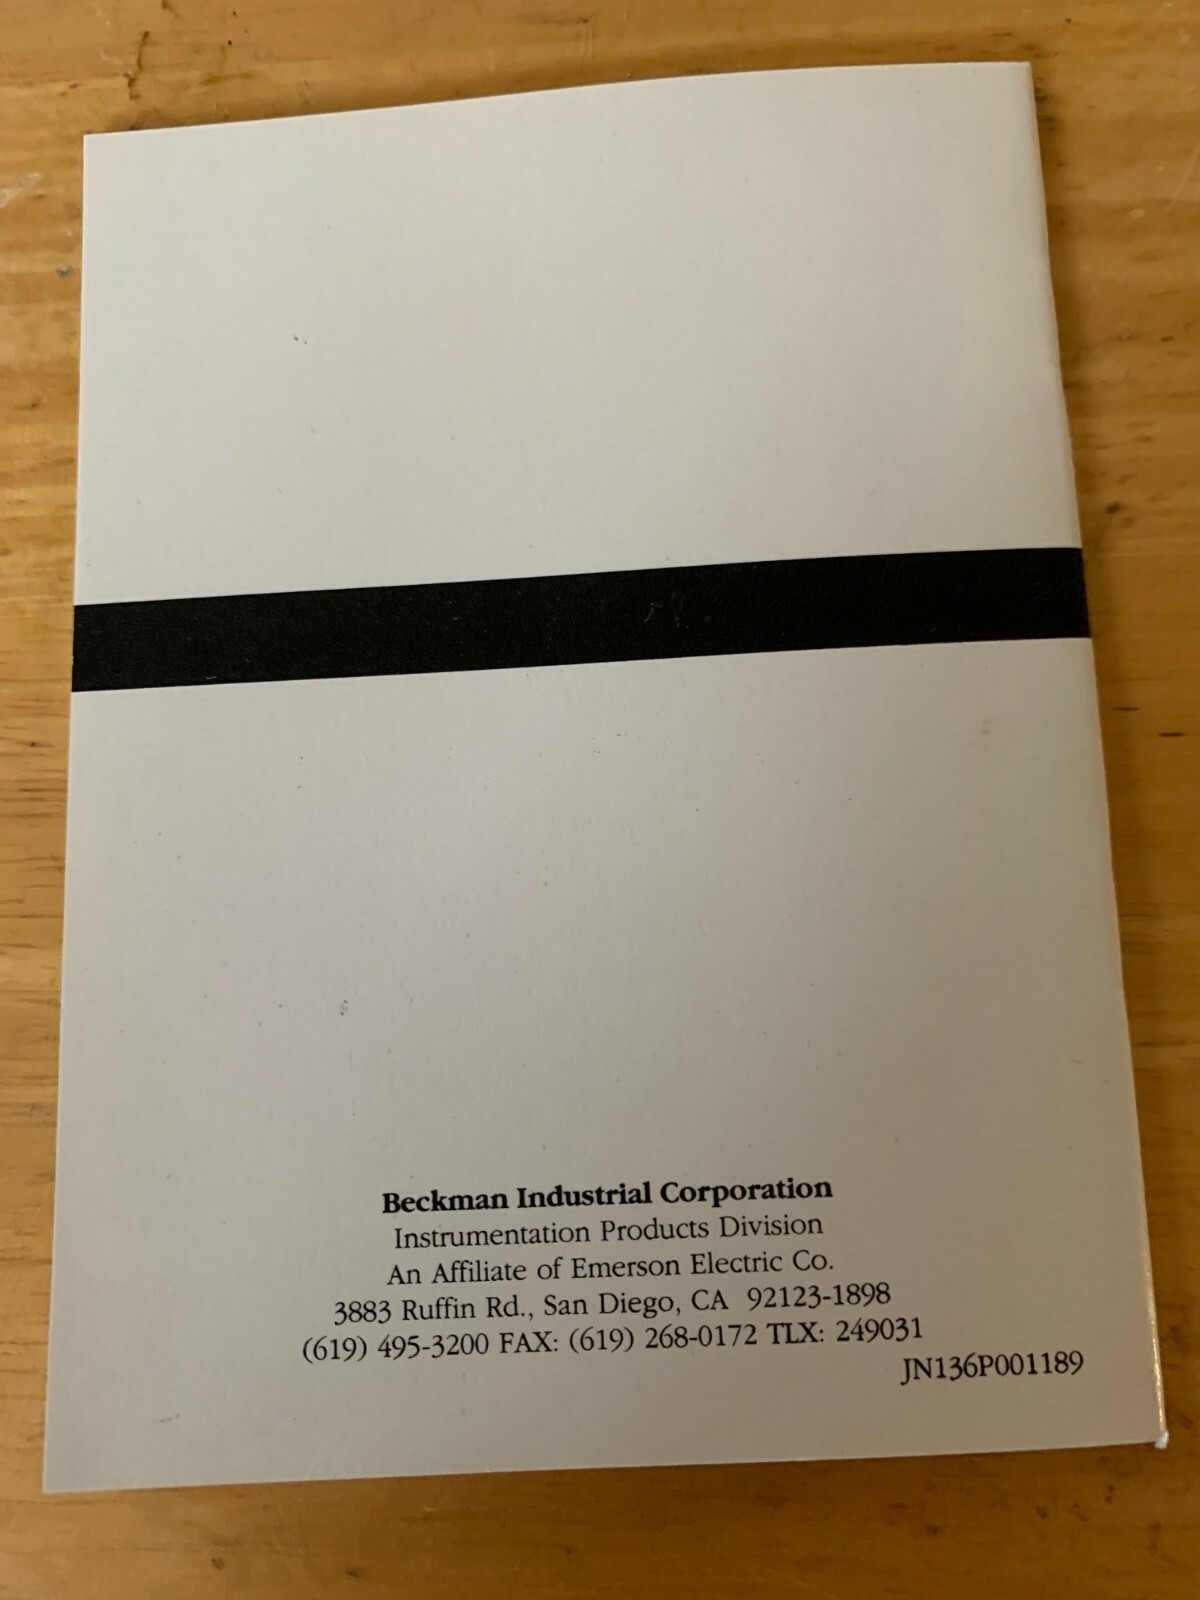 Beckman Industrial Corporation
Instrumentation Products Division
An Affiliate of Emerson Electric Co.
3883 Ruffin Rd., San Diego, CA 92123-1898
(619) 495-3200 FAX: (619) 268-0172 TLX: 249031
JN136P001189